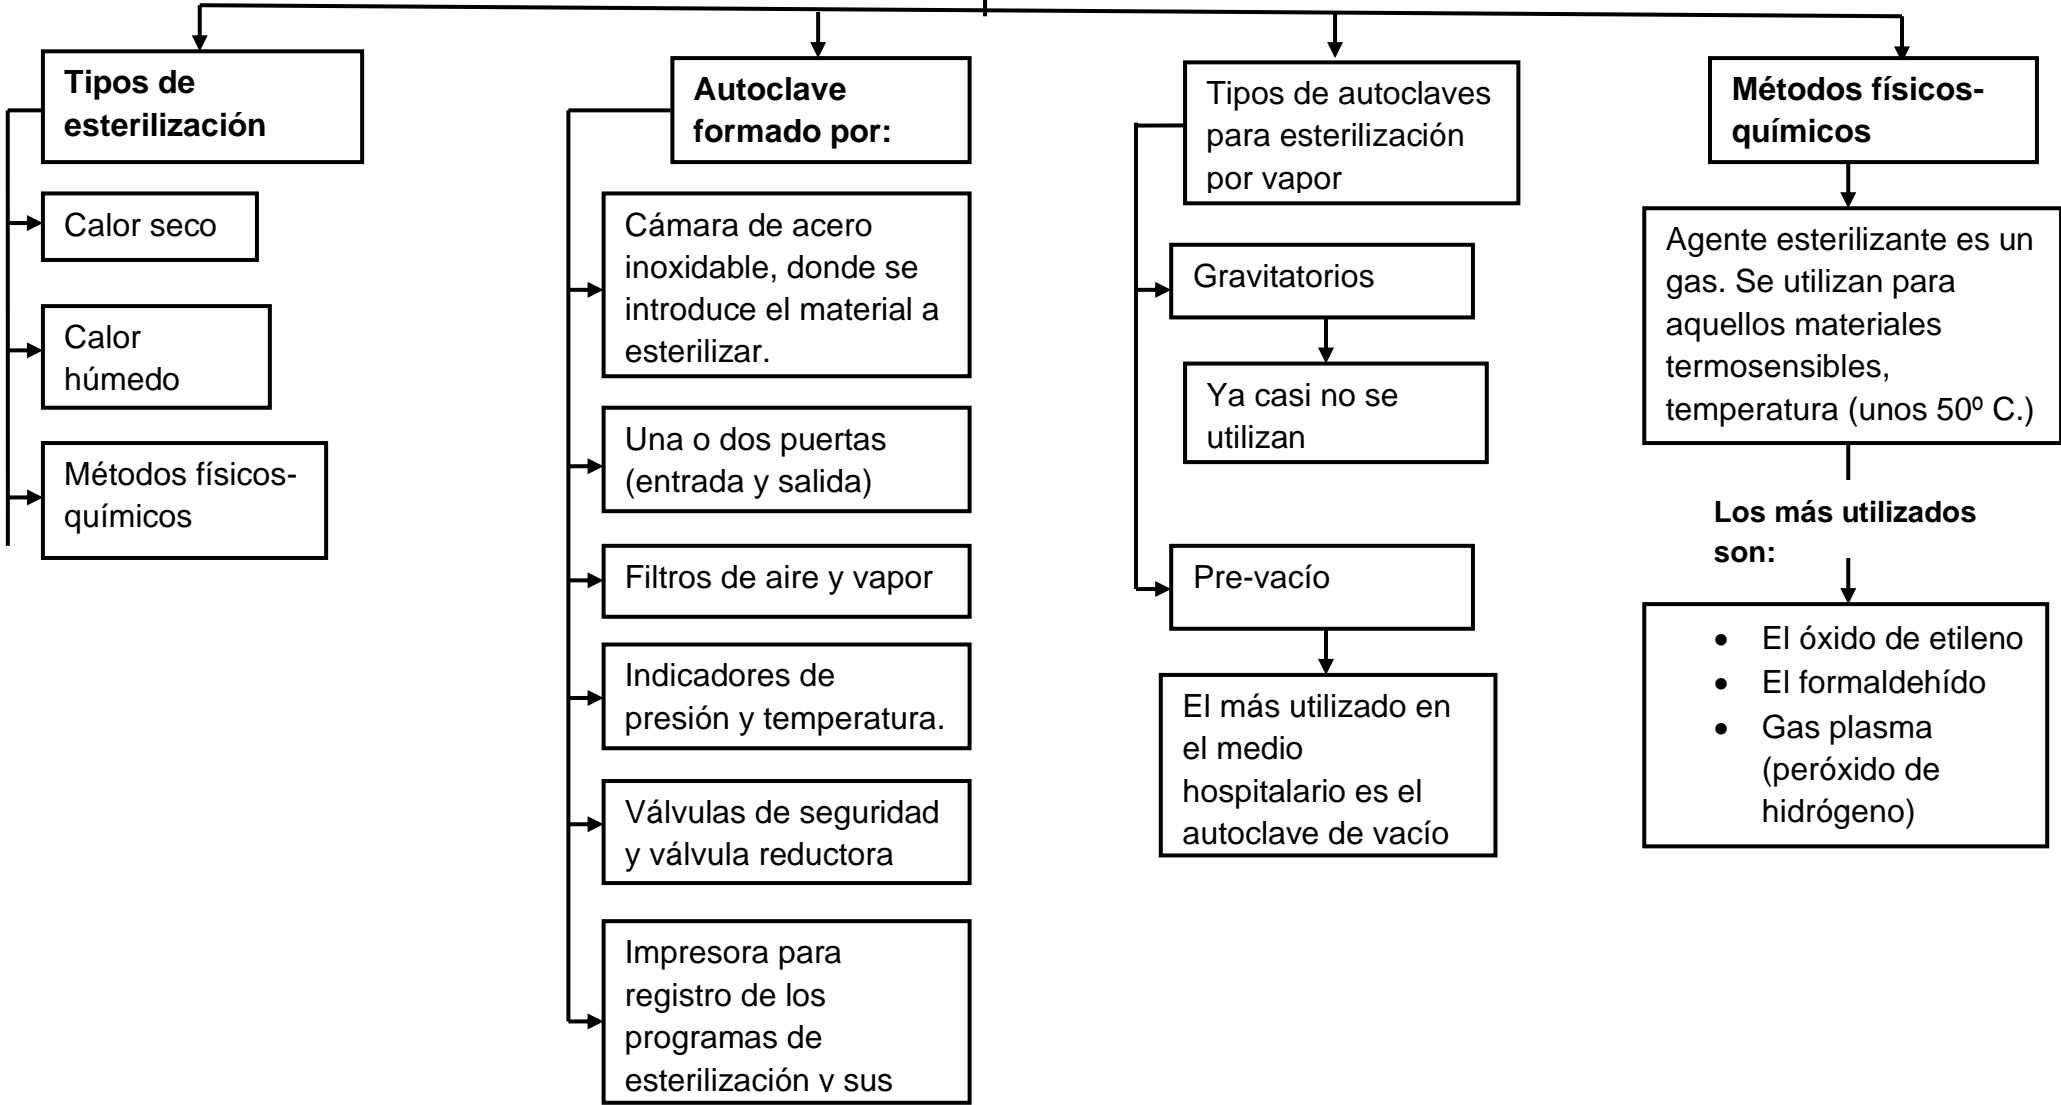 Tipos de
esterilización
Calor seco
Calor
húmedo
Métodos físicos-
químicos
Autoclave
formado por:
Cámara de acero
inoxidable, donde se
introduce el material a
esterilizar.
Una o dos puertas
(entrada y salida)
Filtros de aire y vapor
Indicadores de
presión y temperatura.
Válvulas de seguridad
y válvula reductora
Impresora para
registro de los
programas de
esterilización y sus
Tipos de autoclaves
para esterilización
por vapor
Gravitatorios
Ya casi no se
utilizan
Pre-vacío
El más utilizado en
el medio
hospitalario es el
autoclave de vacío
Métodos físicos-
químicos
Agente esterilizante es un
gas. Se utilizan para
aquellos materiales
termosensibles,
temperatura (unos 50º C.)
Los más utilizados
son:
• El óxido de etileno
• El formaldehído
• Gas plasma
(peróxido de
hidrógeno)